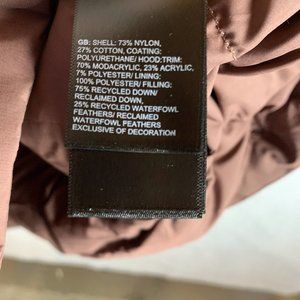 GB: SHELL: 73% NYLON,
27% COTTON, COATING:
POLYURETHANE/ HOOD:TRIM:
70% MODACRYLIC, 23% ACRYLIC,
7% POLYESTER/ LINING:
100% POLYESTER/ FILLING:
75% RECYCLED DOWN/
RECLAIMED DOWN,
25% RECYCLED WATERFOWL
FEATHERS/ RECLAIMED
WATERFOWL FEATHERS
EXCLUSIVE OF DECORATION